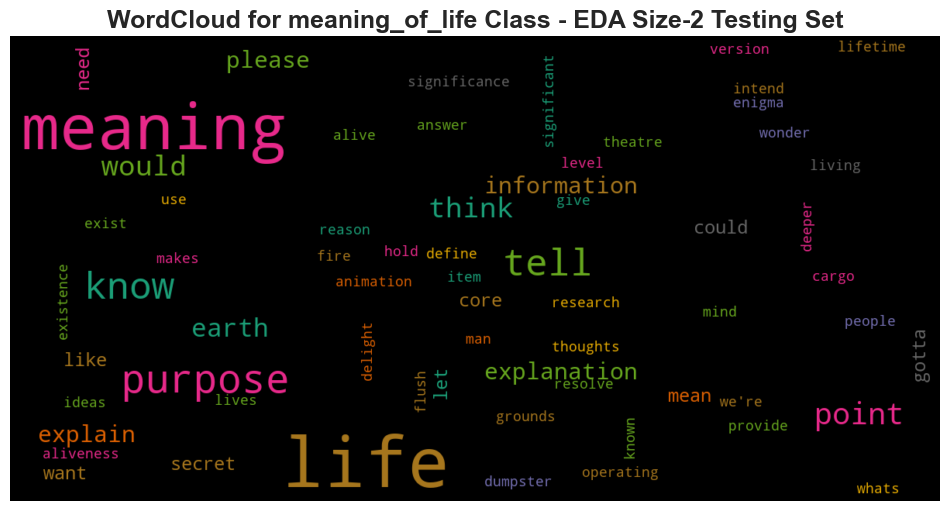 WordCloud for meaning_of_life Class - EDA Size-2 Testing Set
need
please
version
lifetime
significance
significant
intend
enigma
meaning
alive
answer
theatre
wonder
would
level
living
information
use
think
give
exist
reason
could
deeper
makes
fire
hold
define
tell
know
animation
item
cargo
existence
core
research
mind
earth
people
delight
man
thoughts
gotta
like
purpose
flush
let
explanation
resolve
mean
we're
ideas
lives
grounds
known
provide
point
explain
aliveness
want
secret
life
dumpster
operating
whats